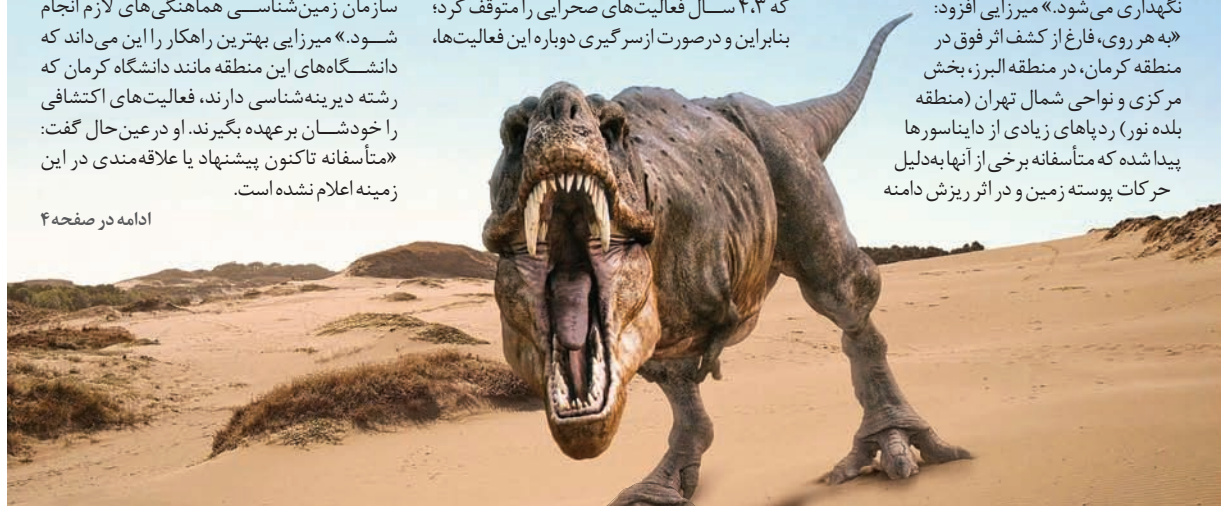 نگهداری می‌شود.» میرزایی افزود:
«به هر روی، فارغ از کشف اثر فوق در
منطقه کرمان، در منطقه البرز، بخش
مرکزی و نواحی شمال تهران (منطقه
بلده نور) ردپاهای زیادی از دایناسورها
پیدا شده که متأسفانه برخی از آنها به‌دلیل
حرکات پوسته زمین و در اثر ریزش دامنه
که ۴،۳ سال فعالیت‌های صحرایی را متوقف کرد؛
بنابراین و درصورت ازسرگیری دوباره این فعالیت‌ها،
سازمان زمین‌شناسی هماهنگی‌های لازم انجام
شود.» میرزایی بهترین راهکار را این می‌داند که
دانشگاه‌های این منطقه مانند دانشگاه کرمان که
رشته دیرینه‌شناسی دارند، فعالیت‌های اکتشافی
را خودشان برعهده بگیرند. او درعین‌حال گفت:
«متأسفانه تاکنون پیشنهاد یا علاقه‌مندی در این
زمینه اعلام نشده است.
ادامه در صفحه ۴